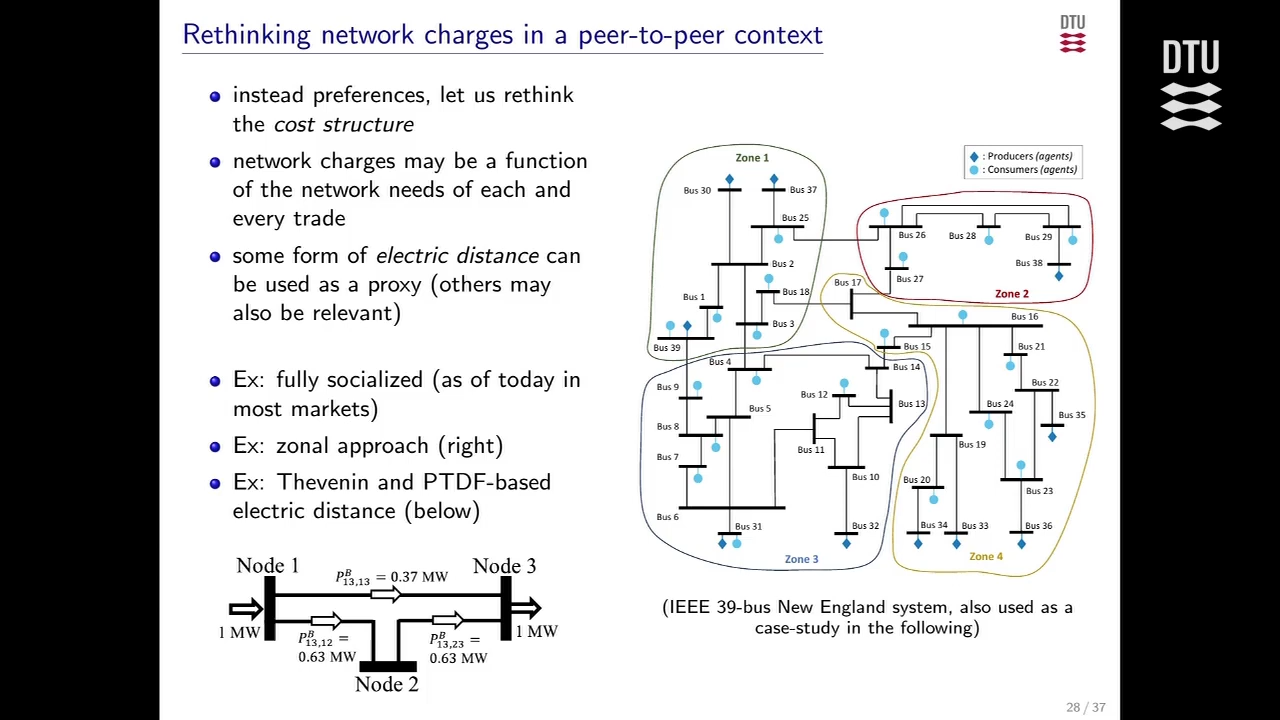 Rethinking network charges in a peer-to-peer context
DTU
DTU
instead preferences, let us rethink
the cost structure
network charges may be a function
of the network needs of each and
every trade
some form of electric distance can
be used as a proxy (others may
also be relevant)
Ex: fully socialized (as of today in
most markets)
Ex: zonal approach (right)
Ex: Thevenin and PTDF-based
electric distance (below)
Node 1
Node 3
P^B_{13,13} = 0.37 MW
1 MW
1 MW
P^B_{13,12} =
0.63 MW
P^B_{13,23} =
0.63 MW
Node 2
: Producers (agents)
: Consumers (agents)
Zone 1
Bus 30
Bus 37
Bus 25
Bus 2
Bus 18
Bus 1
Bus 3
Bus 39
Bus 26
Bus 28
Bus 29
Bus 38
Bus 27
Zone 2
Bus 17
Bus 16
Bus 15
Bus 21
Bus 22
Bus 24
Bus 35
Bus 19
Bus 20
Bus 23
Bus 34
Bus 33
Bus 36
Zone 4
Bus 4
Bus 14
Bus 9
Bus 12
Bus 13
Bus 5
Bus 8
Bus 11
Bus 7
Bus 10
Bus 6
Bus 31
Bus 32
Zone 3
(IEEE 39-bus New England system, also used as a
case-study in the following)
28 / 37